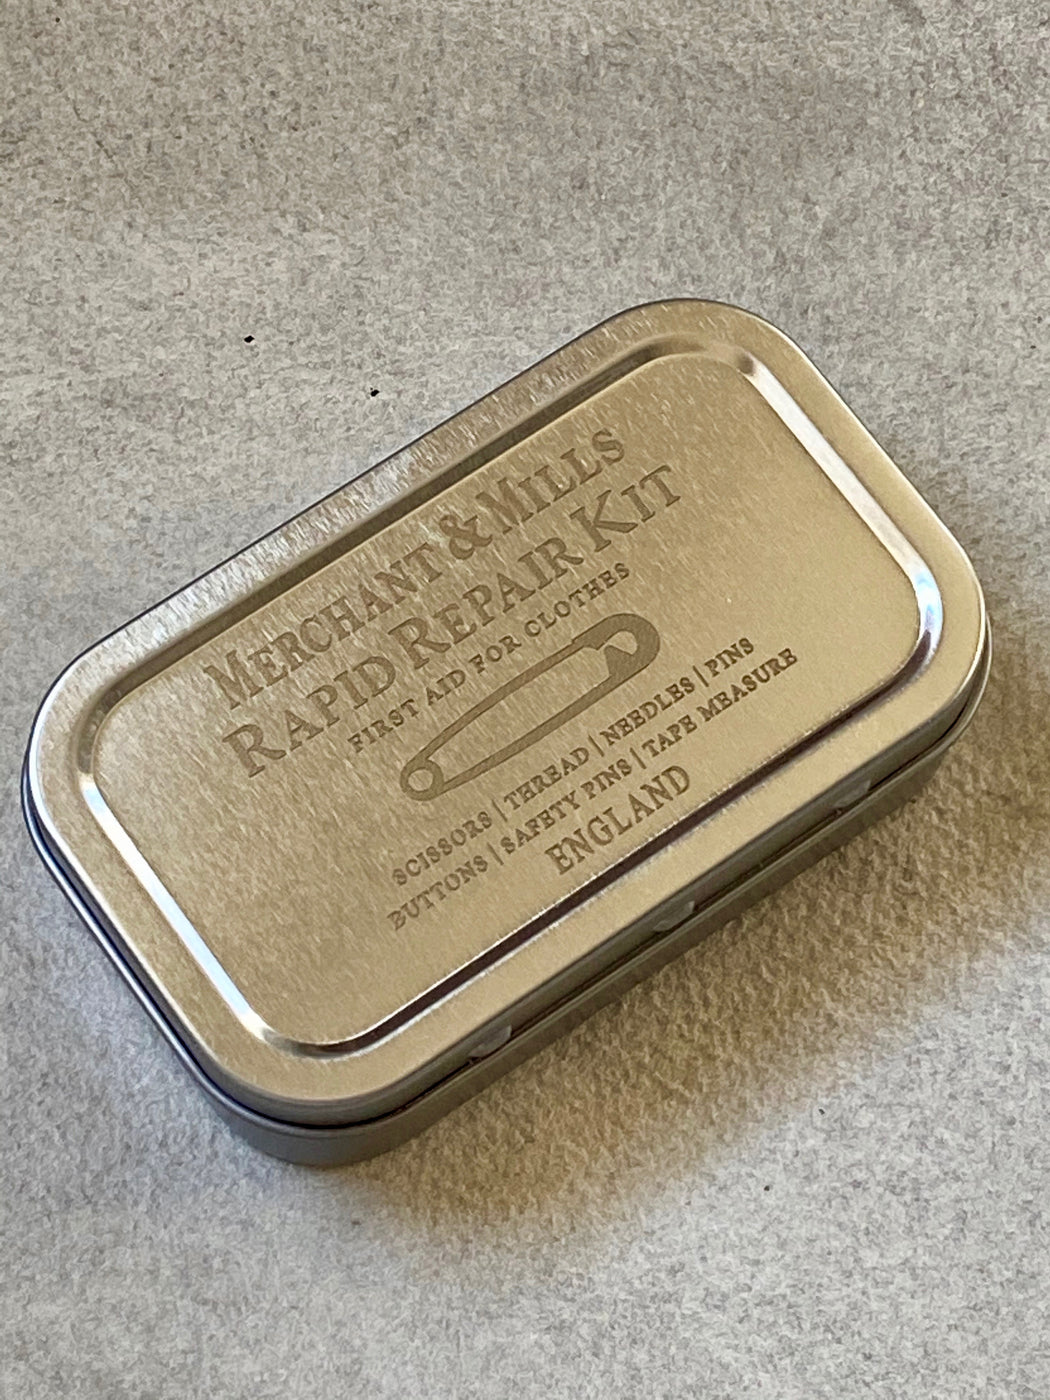 MERCHANT & MILLS
RAPID REPAIR KIT
FIRST AID FOR CLOTHES
SCISSORS | THREAD | NEEDLES | PINS
BUTTONS | SAFETY PINS | TAPE MEASURE
ENGLAND